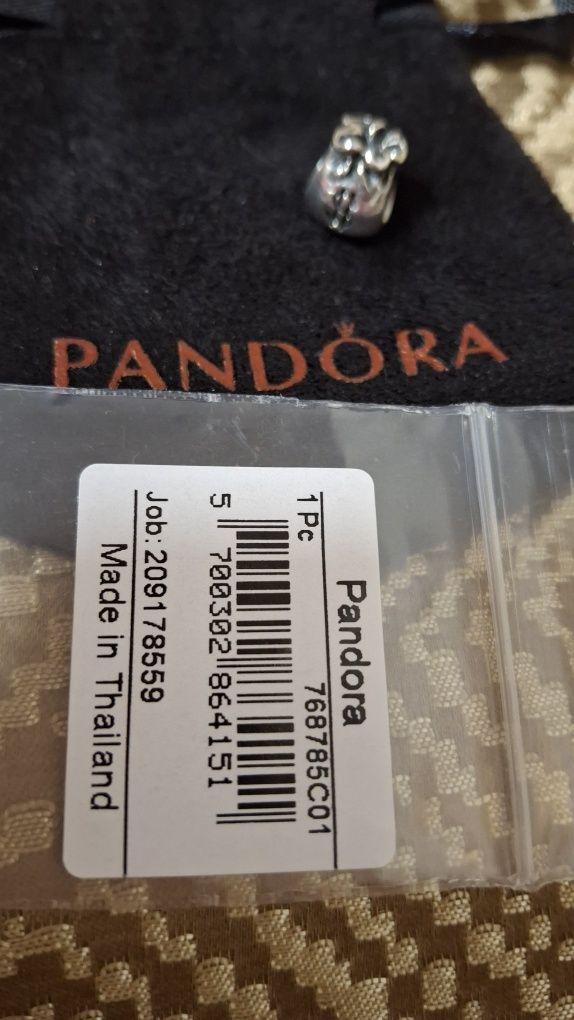 PANDORA
Pandora
1Pc 768785C01
5 700302 864151
Job: 209178559
Made in Thailand